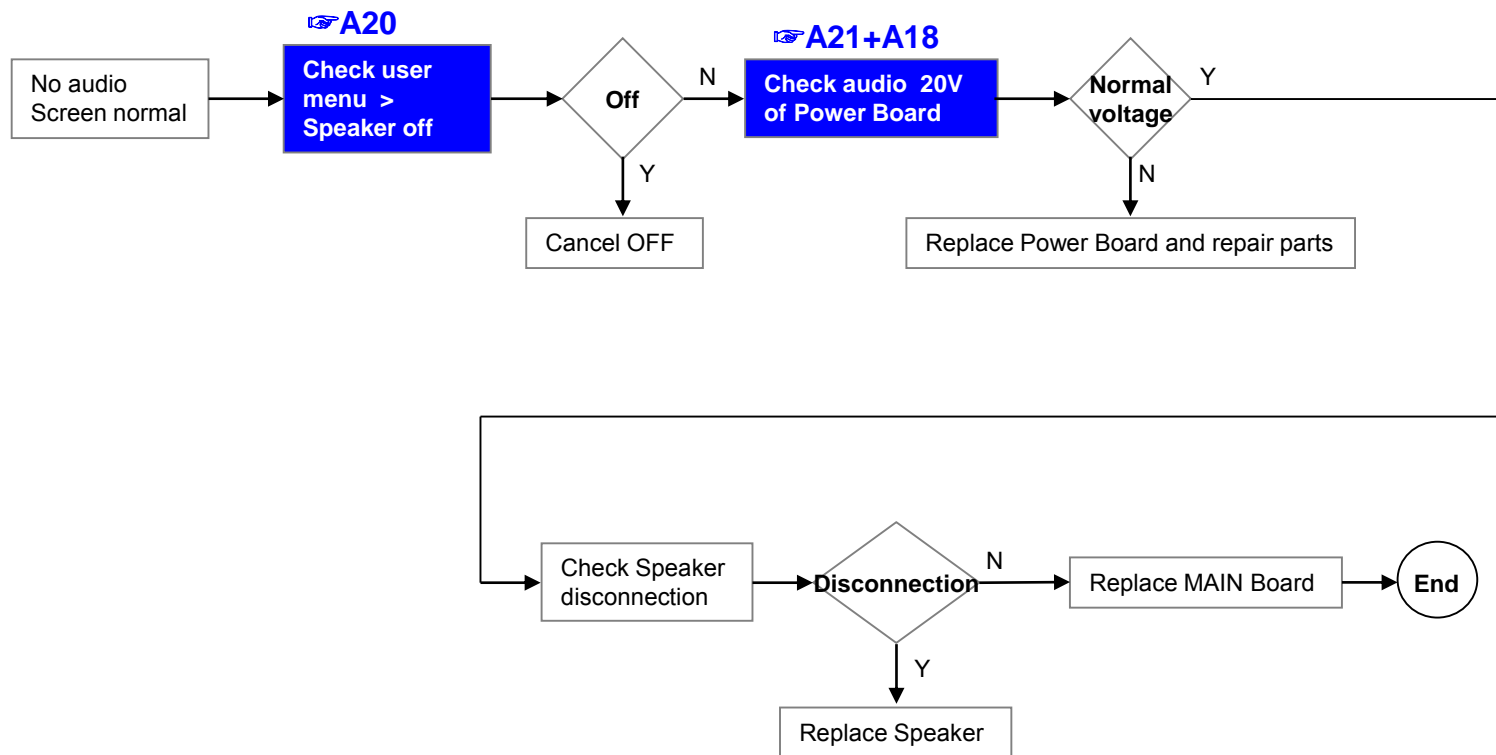 ☞A20
☞A21+A18
No audio
Screen normal
Check user
menu >
Speaker off
Off
N
Check audio 20V
of Power Board
Normal
voltage
Y
Y
N
Cancel OFF
Replace Power Board and repair parts
Check Speaker
disconnection
Disconnection
N
Replace MAIN Board
End
Y
Replace Speaker